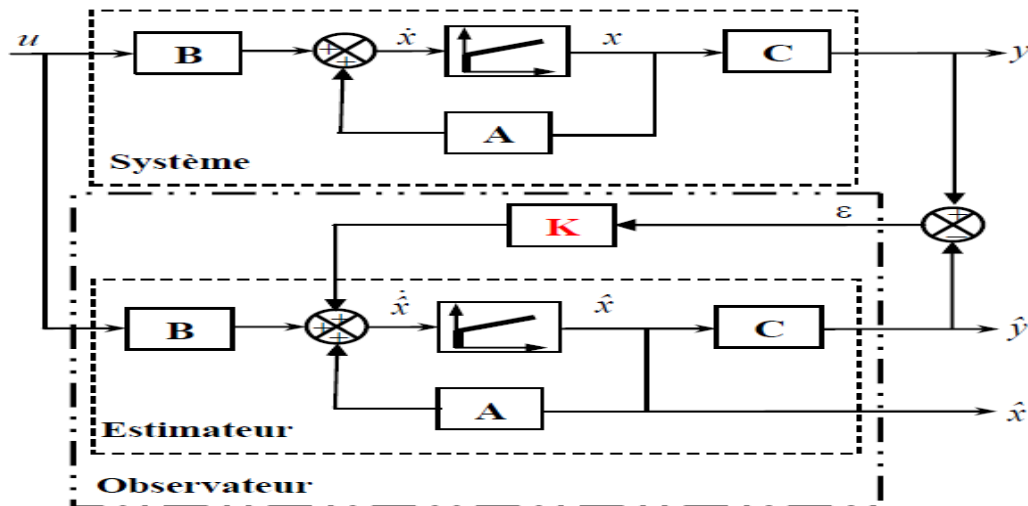 u B + + ẋ x C y
A
Système
K ε + −
B + + + x̂̇ x̂ C ŷ
A x̂
Estimateur
Observateur